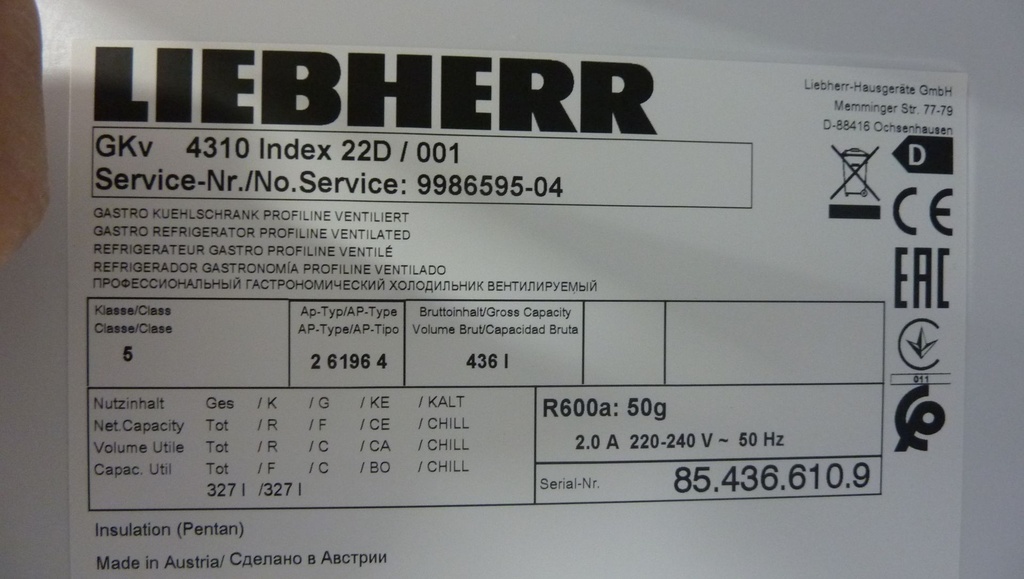 LIEBHERR
Liebherr-Hausgeräte GmbH
Memminger Str. 77-79
D-88416 Ochsenhausen
GKv 4310 Index 22D / 001
Service-Nr./No.Service: 9986595-04
D
CE
EAC
011
GASTRO KUEHLSCHRANK PROFILINE VENTILIERT
GASTRO REFRIGERATOR PROFILINE VENTILATED
REFRIGERATEUR GASTRO PROFILINE VENTILÉ
REFRIGERADOR GASTRONOMÍA PROFILINE VENTILADO
ПРОФЕССИОНАЛЬНЫЙ ГАСТРОНОМИЧЕСКИЙ ХОЛОДИЛЬНИК ВЕНТИЛИРУЕМЫЙ
Klasse/Class
Classe/Clase
5
Ap-Typ/AP-Type
AP-Type/AP-Tipo
2 6196 4
Bruttoinhalt/Gross Capacity
Volume Brut/Capacidad Bruta
436 l
Nutzinhalt Ges / K / G / KE / KALT
Net.Capacity Tot / R / F / CE / CHILL
Volume Utile Tot / R / C / CA / CHILL
Capac. Util Tot / F / C / BO / CHILL
327 l /327 l
R600a: 50g
2.0 A 220-240 V ~ 50 Hz
Serial-Nr. 85.436.610.9
Insulation (Pentan)
Made in Austria/ Сделано в Австрии